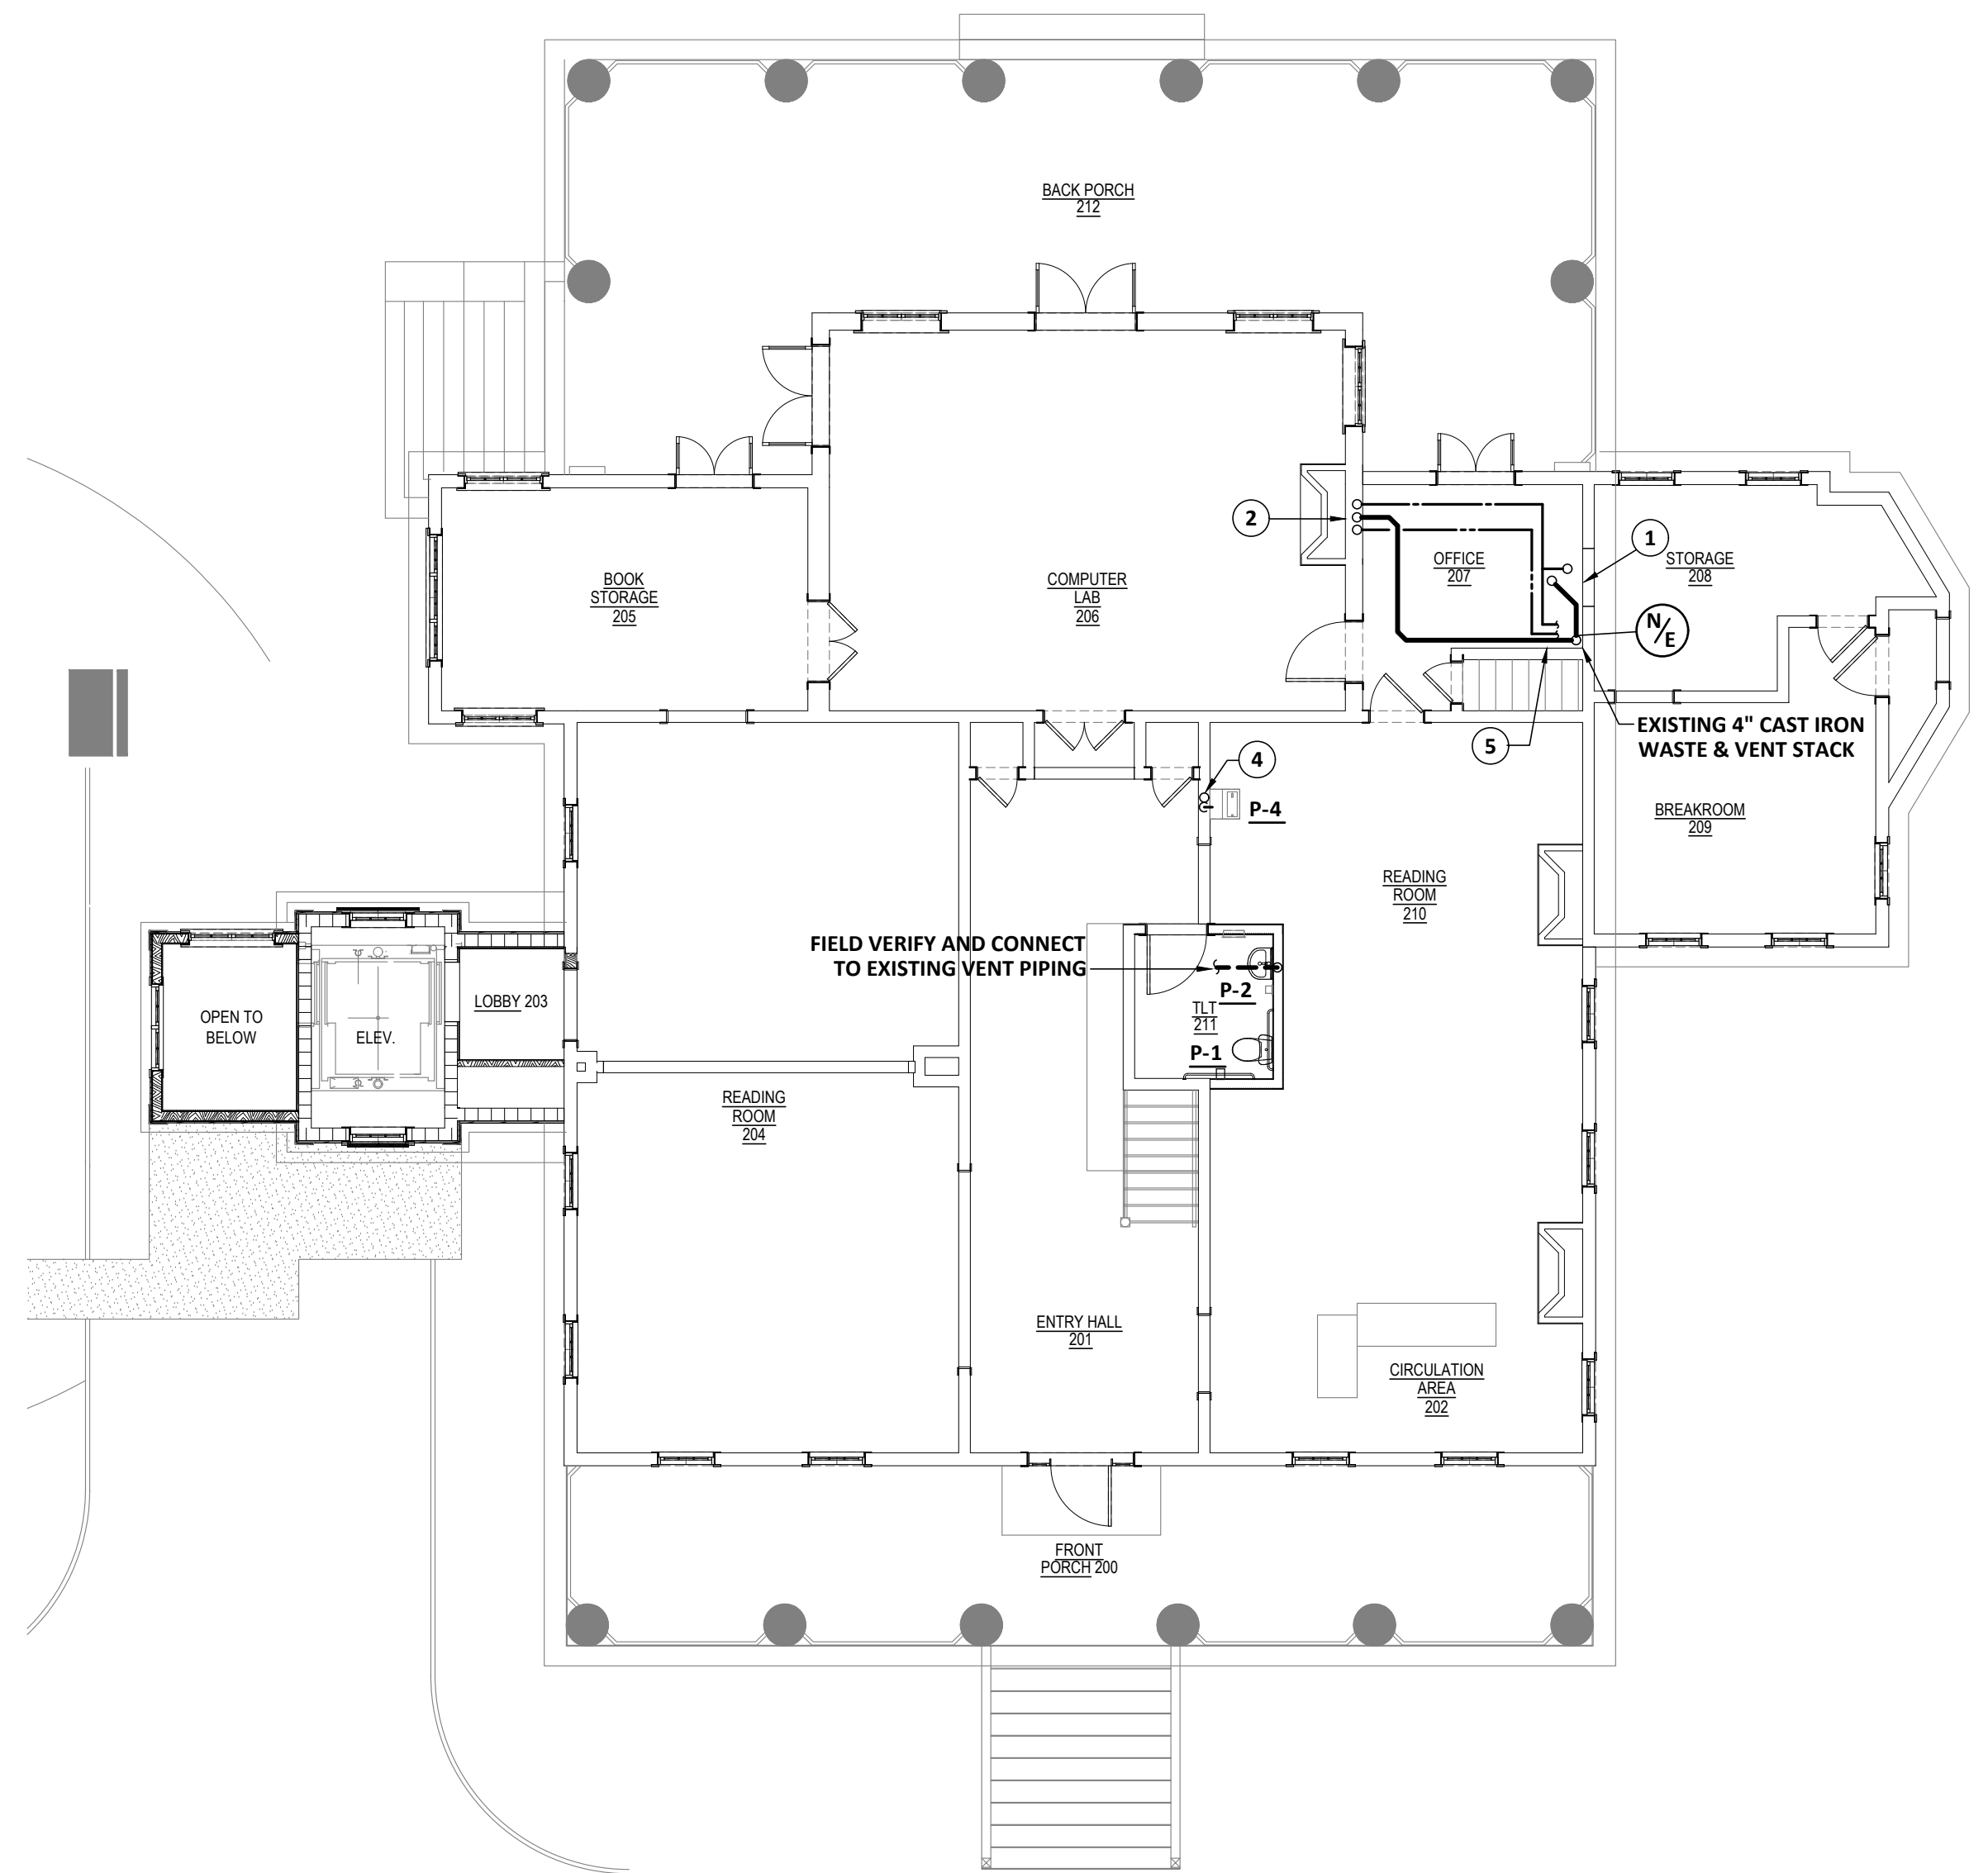 BACK PORCH
212
2
1
OFFICE
207
STORAGE
208
BOOK
STORAGE
205
COMPUTER
LAB
206
N/E
EXISTING 4" CAST IRON
WASTE & VENT STACK
5
4
P-4
BREAKROOM
209
READING
ROOM
210
FIELD VERIFY AND CONNECT
TO EXISTING VENT PIPING
P-2
TLT
211
P-1
LOBBY 203
OPEN TO
BELOW
ELEV.
READING
ROOM
204
ENTRY HALL
201
CIRCULATION
AREA
202
FRONT
PORCH 200